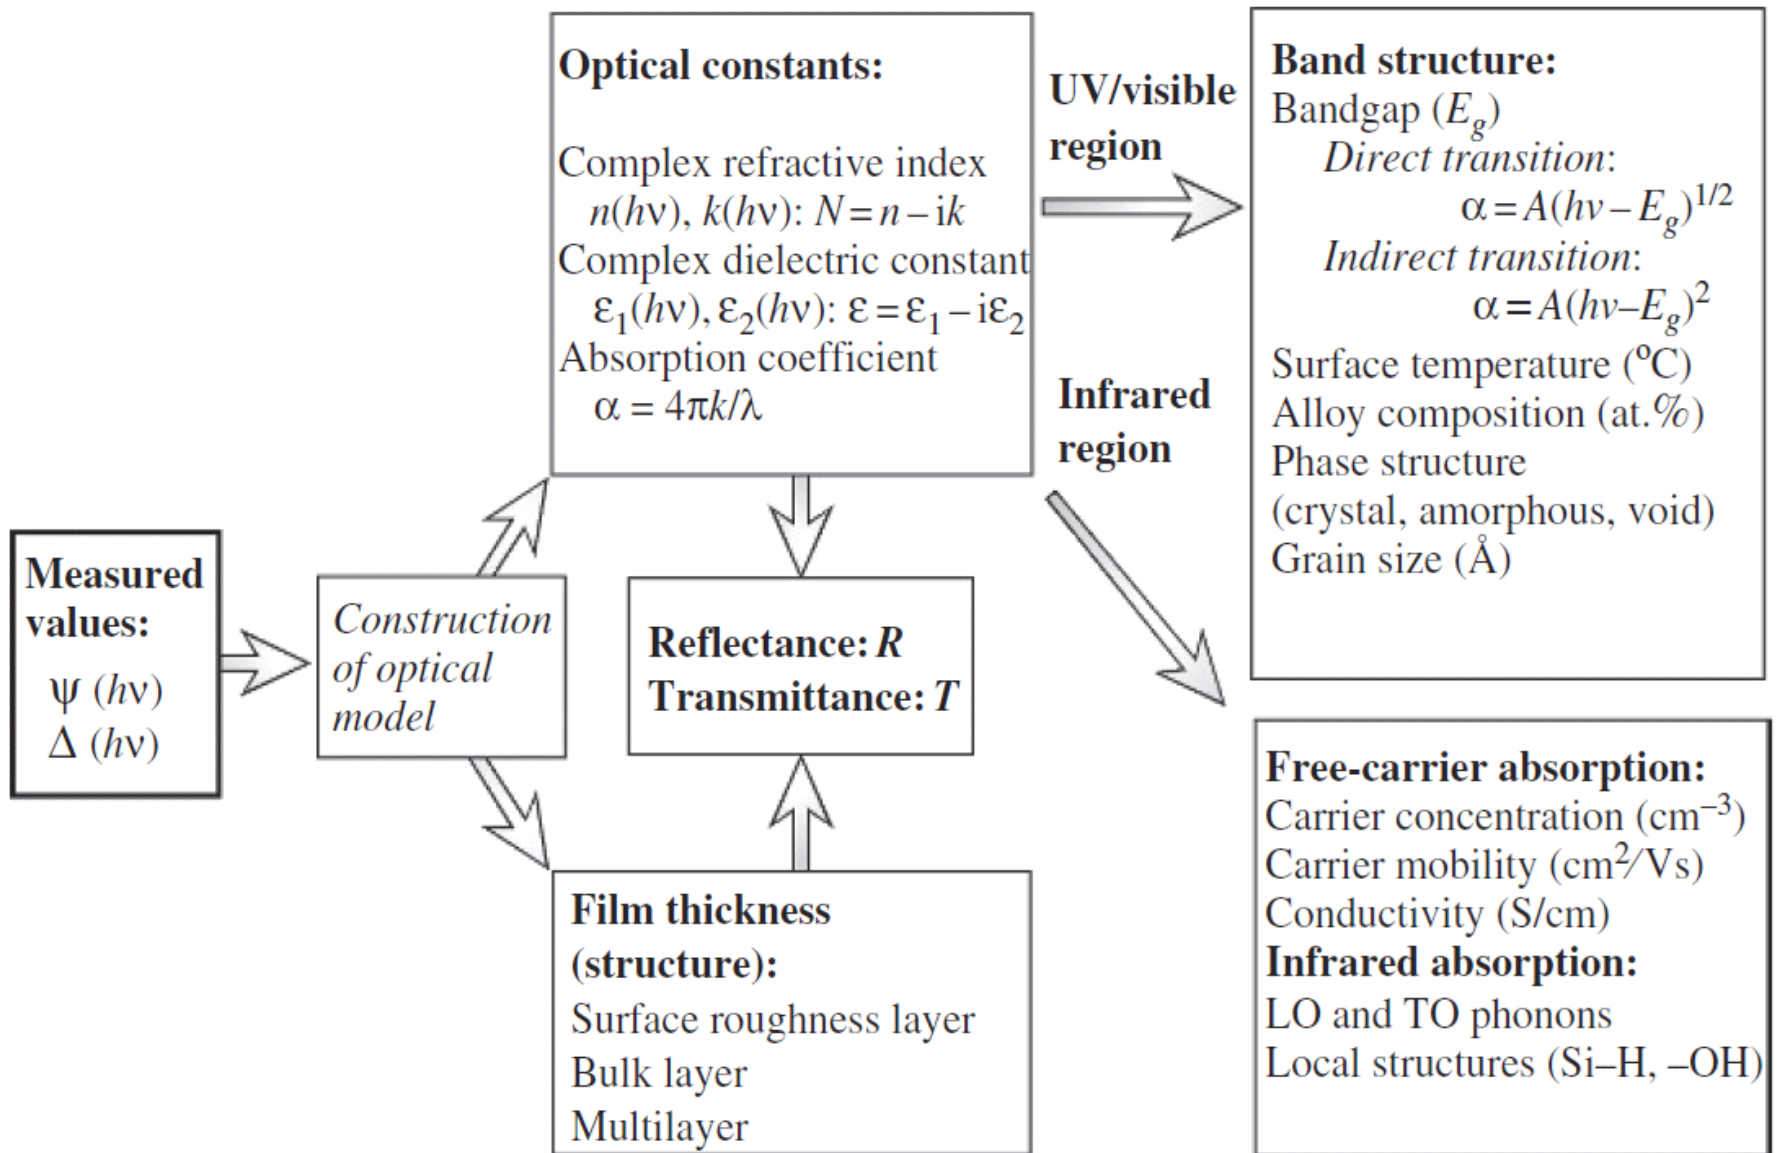 Measured
values:
ψ (hν)
Δ (hν)
Construction
of optical
model
Optical constants:
Complex refractive index
n(hν), k(hν): N = n – ik
Complex dielectric constant
ε₁(hν), ε₂(hν): ε = ε₁ – iε₂
Absorption coefficient
α = 4πk/λ
Reflectance: R
Transmittance: T
Film thickness
(structure):
Surface roughness layer
Bulk layer
Multilayer
UV/visible
region
Infrared
region
Band structure:
Bandgap (E_g)
Direct transition:
α = A(hν – E_g)^1/2
Indirect transition:
α = A(hν–E_g)²
Surface temperature (ºC)
Alloy composition (at.%)
Phase structure
(crystal, amorphous, void)
Grain size (Å)
Free-carrier absorption:
Carrier concentration (cm⁻³)
Carrier mobility (cm²/Vs)
Conductivity (S/cm)
Infrared absorption:
LO and TO phonons
Local structures (Si–H, –OH)